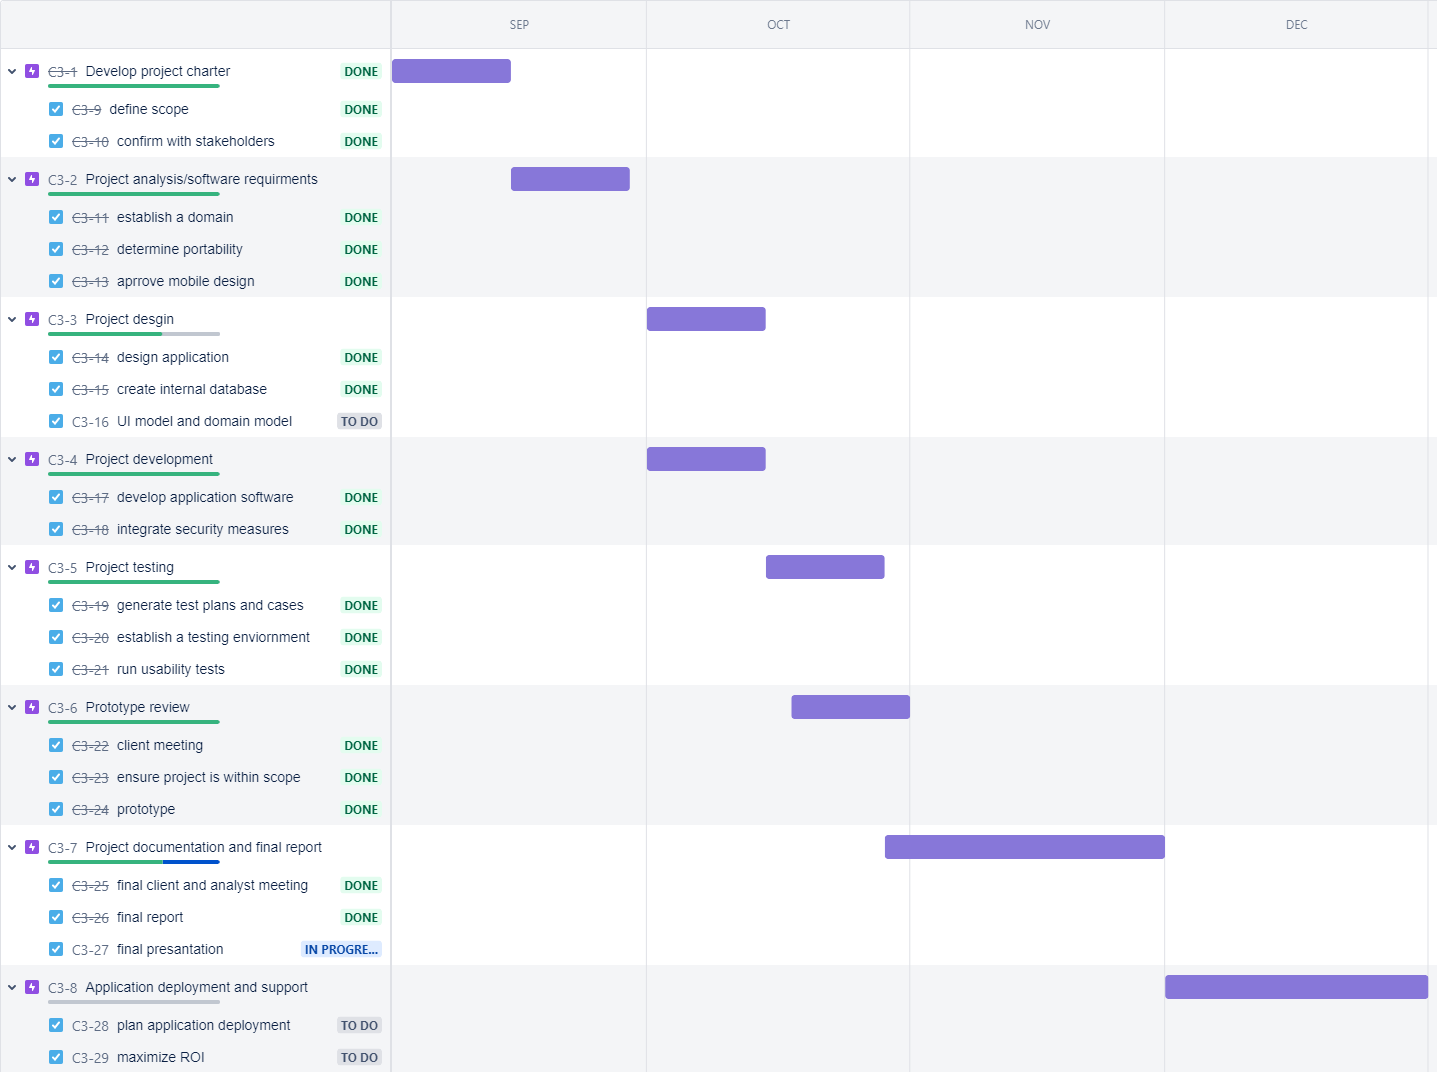 SEP OCT NOV DEC
C3-1 Develop project charter DONE
C3-9 define scope DONE
C3-10 confirm with stakeholders DONE
C3-2 Project analysis/software requirments
C3-11 establish a domain DONE
C3-12 determine portability DONE
C3-13 aprrove mobile design DONE
C3-3 Project desgin
C3-14 design application DONE
C3-15 create internal database DONE
C3-16 UI model and domain model TO DO
C3-4 Project development
C3-17 develop application software DONE
C3-18 integrate security measures DONE
C3-5 Project testing
C3-19 generate test plans and cases DONE
C3-20 establish a testing enviornment DONE
C3-21 run usability tests DONE
C3-6 Prototype review
C3-22 client meeting DONE
C3-23 ensure project is within scope DONE
C3-24 prototype DONE
C3-7 Project documentation and final report
C3-25 final client and analyst meeting DONE
C3-26 final report DONE
C3-27 final presantation IN PROGRE...
C3-8 Application deployment and support
C3-28 plan application deployment TO DO
C3-29 maximize ROI TO DO